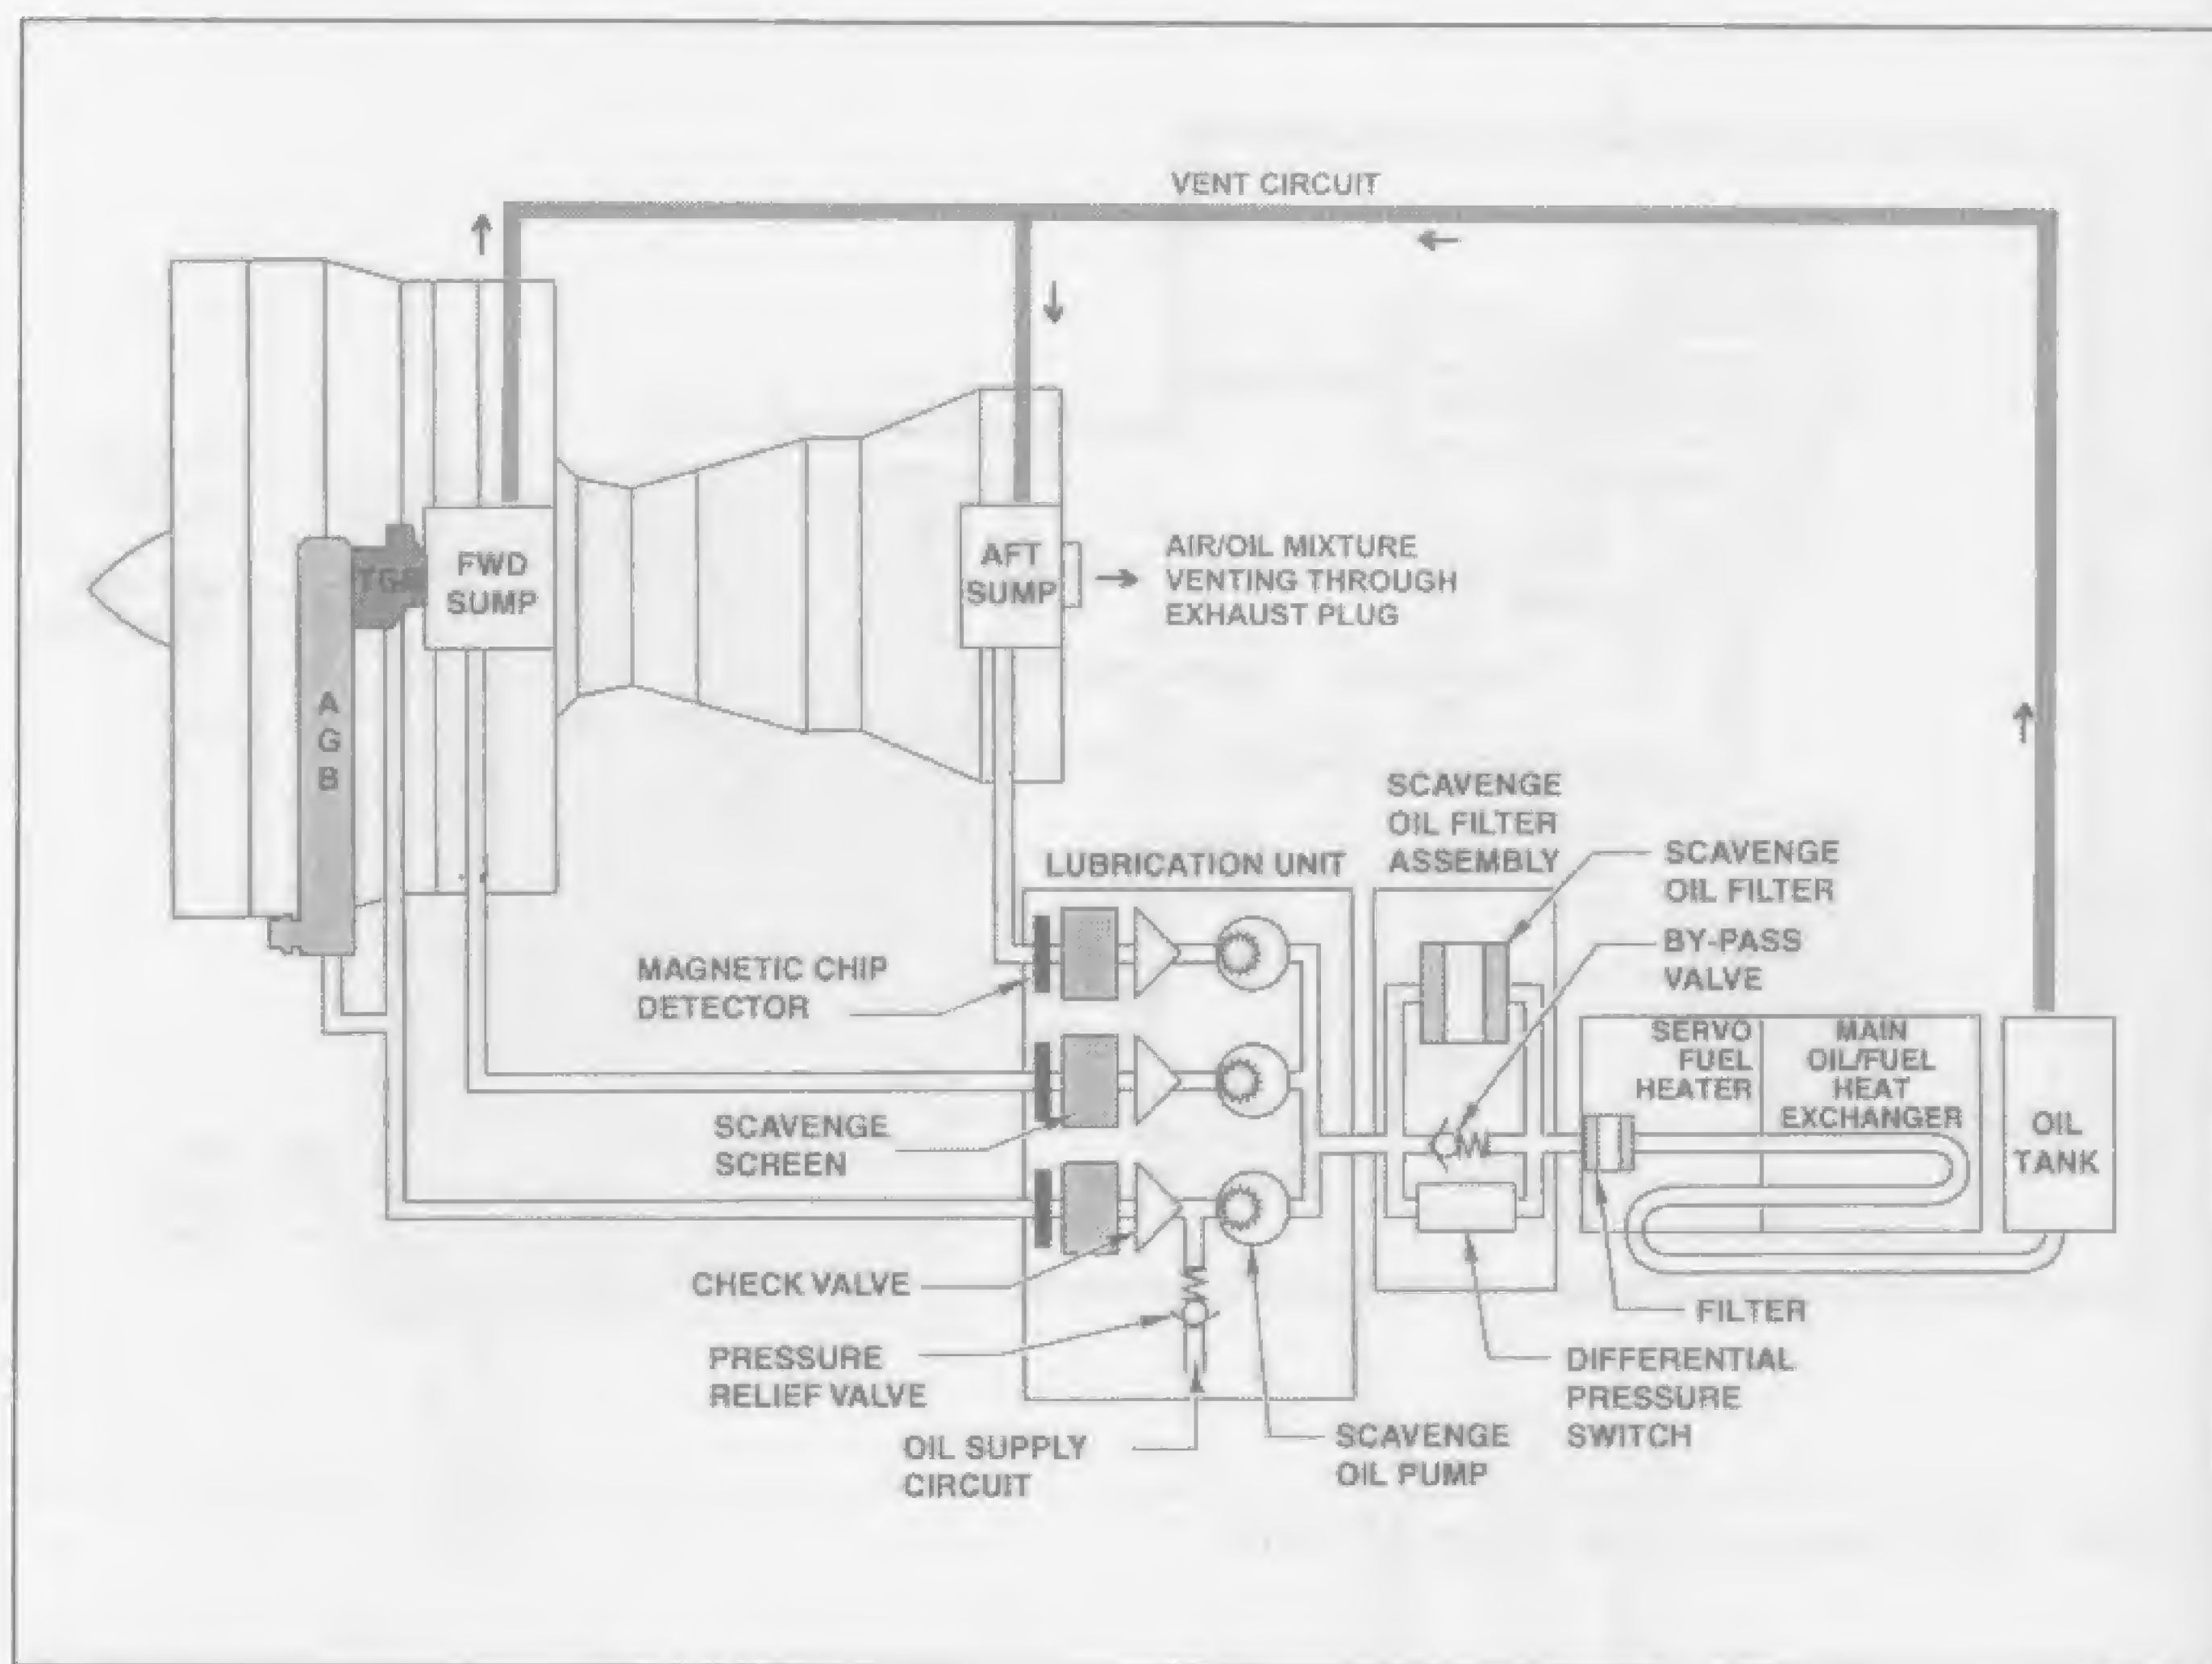 VENT CIRCUIT
FWD
SUMP
AFT
SUMP
AIR/OIL MIXTURE
VENTING THROUGH
EXHAUST PLUG
A
G
B
SCAVENGE
OIL FILTER
ASSEMBLY
LUBRICATION UNIT
SCAVENGE
OIL FILTER
BY-PASS
VALVE
MAGNETIC CHIP
DETECTOR
SERVO
FUEL
HEATER
MAIN
OIL/FUEL
HEAT
EXCHANGER
OIL
TANK
SCAVENGE
SCREEN
CHECK VALVE
FILTER
PRESSURE
RELIEF VALVE
DIFFERENTIAL
PRESSURE
SWITCH
OIL SUPPLY
CIRCUIT
SCAVENGE
OIL PUMP